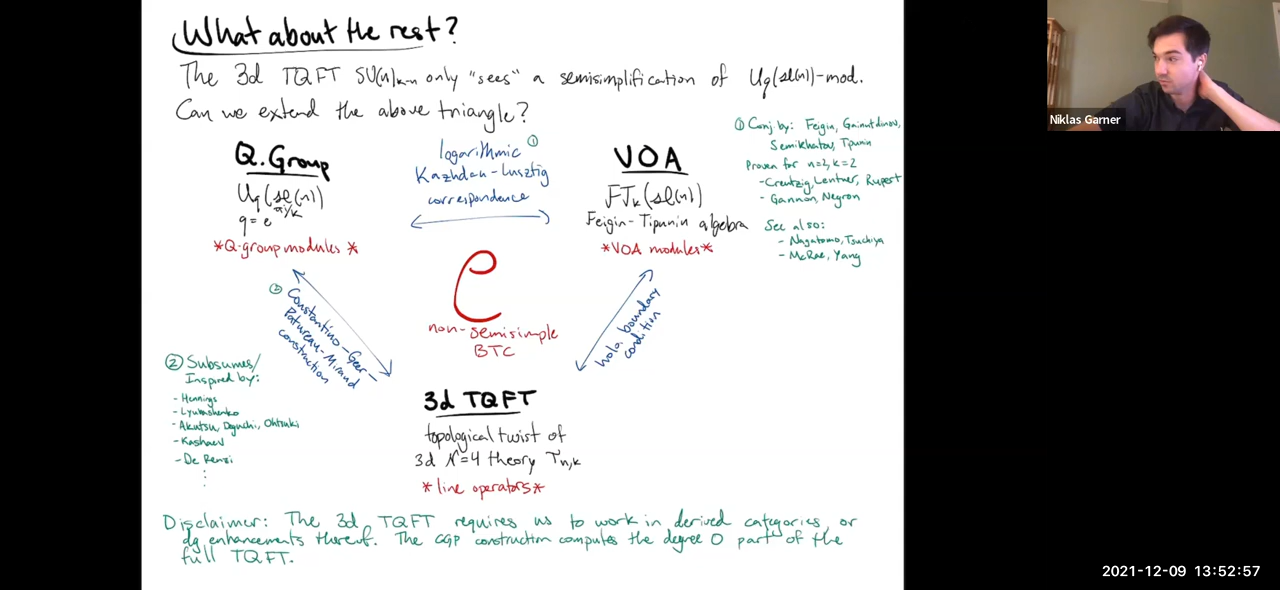 What about the rest?
The 3d TQFT SU(n)k-n only "sees" a semisimplification of Uq(sl(n))-mod.
Can we extend the above triangle?
Q. Group
Uq(sl(n))
q = e^πi/k
*Q-group modules*
logarithmic ①
Kazhdan-Lusztig
correspondence
VOA
FTk(sl(n))
Feigin-Tipunin algebra
*VOA modules*
① Conj by: Feigin, Gainutdinov,
Semikhatov, Tipunin
Proven for n=2, k=2
- Creutzig, Lentner, Rupert
- Gannon, Negron
See also:
- Nagatomo, Tsuchiya
- McRae, Yang
C
non-semisimple
BTC
② Constantino-Geer-
Patureau-Mirand
construction
holo. boundary
condition
② Subsumes/
Inspired by:
- Hennings
- Lyubashenko
- Akutsu, Deguchi, Ohtsuki
- Kashaev
- De Renzi
⋮
3d TQFT
topological twist of
3d N=4 theory Tn,k
*line operators*
Disclaimer: The 3d TQFT requires us to work in derived categories, or
dg enhancements thereof. The CGP construction computes the degree 0 part of the
full TQFT.
Niklas Garner
2021-12-09 13:52:57